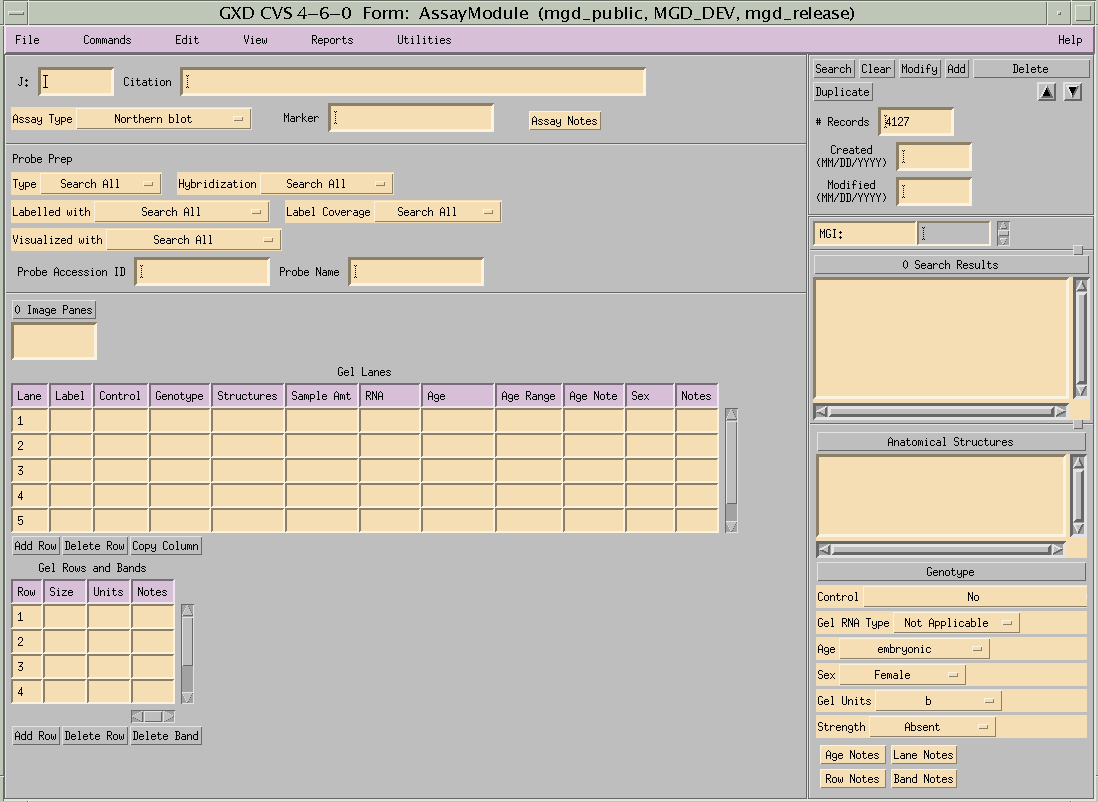 GXD CVS 4-6-0 Form: AssayModule (mgd_public, MGD_DEV, mgd_release)
File Commands Edit View Reports Utilities Help
J: Citation
Assay Type Northern blot Marker Assay Notes
Probe Prep
Type Search All Hybridization Search All
Labelled with Search All Label Coverage Search All
Visualized with Search All
Probe Accession ID Probe Name
0 Image Panes
Gel Lanes
Lane Label Control Genotype Structures Sample Amt RNA Age Age Range Age Note Sex Notes
1
2
3
4
5
Add Row Delete Row Copy Column
Gel Rows and Bands
Row Size Units Notes
1
2
3
4
Add Row Delete Row Delete Band
Search Clear Modify Add Delete
Duplicate
# Records 4127
Created
(MM/DD/YYYY)
Modified
(MM/DD/YYYY)
MGI:
0 Search Results
Anatomical Structures
Genotype
Control No
Gel RNA Type Not Applicable
Age embryonic
Sex Female
Gel Units b
Strength Absent
Age Notes Lane Notes
Row Notes Band Notes